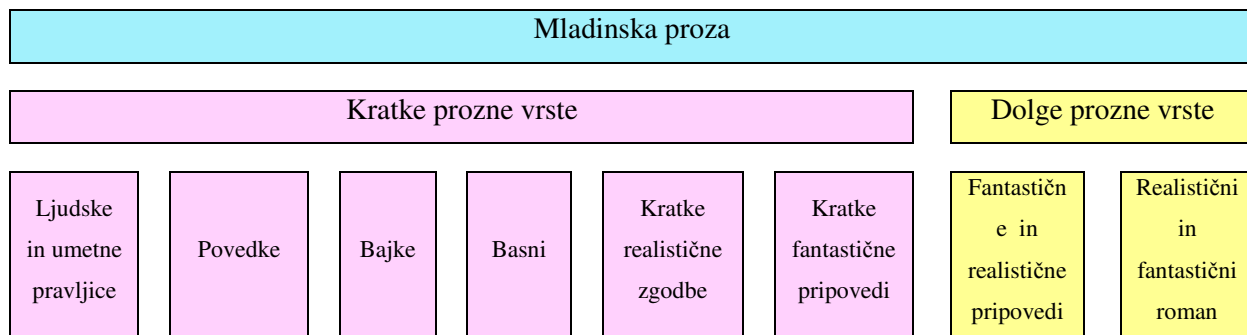 Mladinska proza
Kratke prozne vrste
Dolge prozne vrste
Ljudske
in umetne
pravljice
Povedke
Bajke
Basni
Kratke
realistične
zgodbe
Kratke
fantastične
pripovedi
Fantastičn
e in
realistične
pripovedi
Realistični
in
fantastični
roman